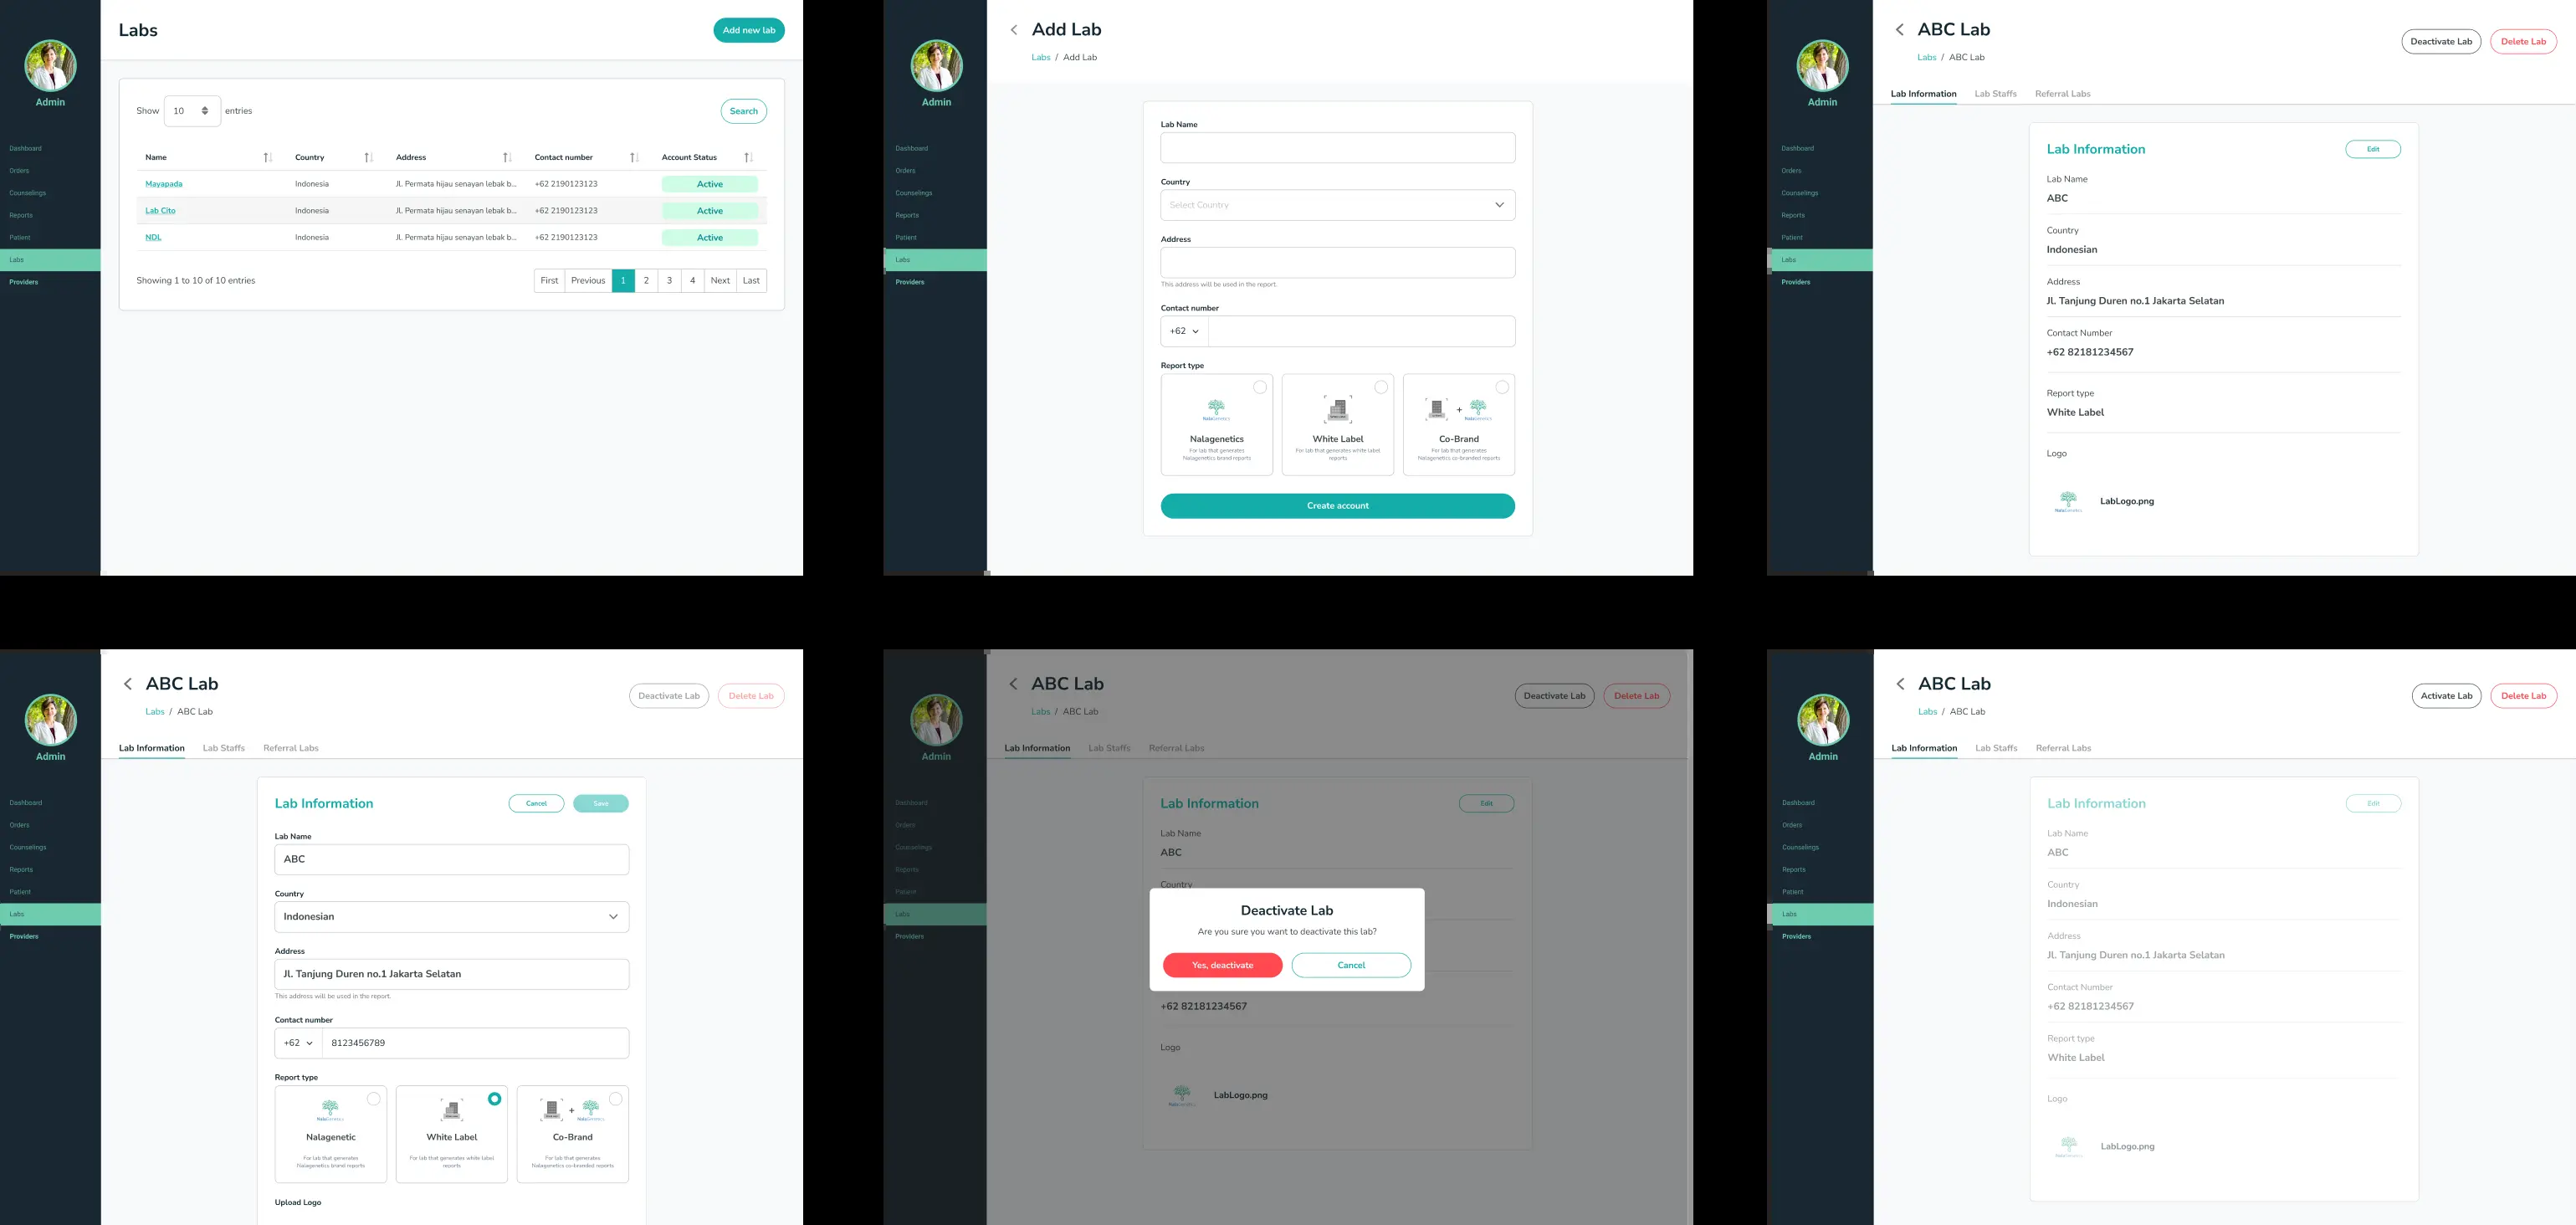 Labs
Add new lab
Admin
Dashboard
Orders
Counselings
Reports
Patient
Labs
Providers
Show 10 entries
Search
Name Country Address Contact number Account Status
Mayapada Indonesia Jl. Permata hijau senayan lebak b... +62 2190123123 Active
Lab Cito Indonesia Jl. Permata hijau senayan lebak b... +62 2190123123 Active
NDL Indonesia Jl. Permata hijau senayan lebak b... +62 2190123123 Active
Showing 1 to 10 of 10 entries
First Previous 1 2 3 4 Next Last
Add Lab
Labs / Add Lab
Admin
Dashboard
Orders
Counselings
Reports
Patient
Labs
Providers
Lab Name
Country
Select Country
Address
This address will be used in the report.
Contact number
+62
Report type
NalaGenetics
Nalagenetics
For lab that generates
Nalagenetics brand reports
White Label
For lab that generates white label
reports
+ NalaGenetics
Co-Brand
For lab that generates
Nalagenetics co-branded reports
Create account
ABC Lab
Labs / ABC Lab
Deactivate Lab
Delete Lab
Admin
Dashboard
Orders
Counselings
Reports
Patient
Labs
Providers
Lab Information Lab Staffs Referral Labs
Lab Information
Edit
Lab Name
ABC
Country
Indonesian
Address
Jl. Tanjung Duren no.1 Jakarta Selatan
Contact Number
+62 82181234567
Report type
White Label
Logo
NalaGenetics
LabLogo.png
ABC Lab
Labs / ABC Lab
Deactivate Lab
Delete Lab
Admin
Dashboard
Orders
Counselings
Reports
Patient
Labs
Providers
Lab Information Lab Staffs Referral Labs
Lab Information
Cancel
Save
Lab Name
ABC
Country
Indonesian
Address
Jl. Tanjung Duren no.1 Jakarta Selatan
This address will be used in the report.
Contact number
+62 8123456789
Report type
NalaGenetics
Nalagenetic
For lab that generates
Nalagenetics brand reports
White Label
For lab that generates white label
reports
+ NalaGenetics
Co-Brand
For lab that generates
Nalagenetics co-branded reports
Upload Logo
ABC Lab
Labs / ABC Lab
Deactivate Lab
Delete Lab
Admin
Dashboard
Orders
Counselings
Reports
Patient
Labs
Providers
Lab Information Lab Staffs Referral Labs
Lab Information
Edit
Lab Name
ABC
Country
Deactivate Lab
Are you sure you want to deactivate this lab?
Yes, deactivate
Cancel
+62 82181234567
Logo
NalaGenetics
LabLogo.png
ABC Lab
Labs / ABC Lab
Activate Lab
Delete Lab
Admin
Dashboard
Orders
Counselings
Reports
Patient
Labs
Providers
Lab Information Lab Staffs Referral Labs
Lab Information
Edit
Lab Name
ABC
Country
Indonesian
Address
Jl. Tanjung Duren no.1 Jakarta Selatan
Contact Number
+62 82181234567
Report type
White Label
Logo
NalaGenetics
LabLogo.png